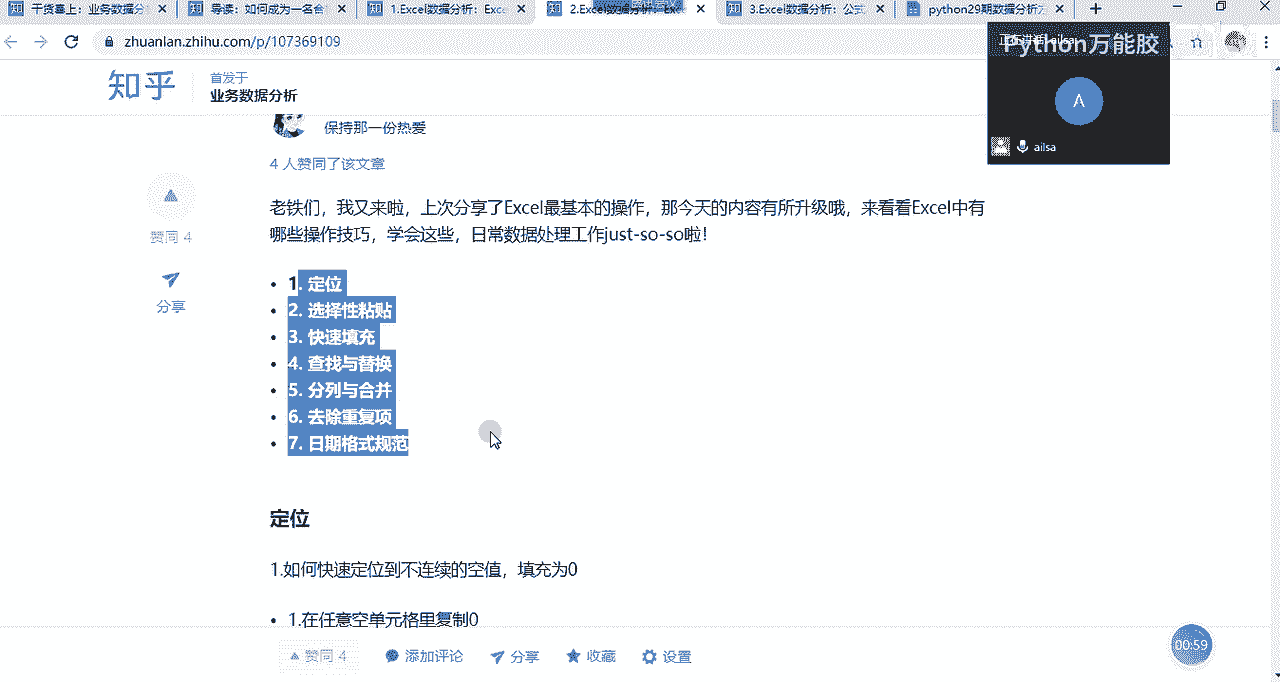 干货塞上：业务数据分
导读：如何成为一名合
1.Excel数据分析：Exce
2.Excel数据分析：Exc
3.Excel数据分析：公式
python29期数据分析方
zhuanlan.zhihu.com/p/107369109
Python万能胶
A
ailsa
知乎
首发于
业务数据分析
保持那一份热爱
4 人赞同了该文章
赞同 4
分享
老铁们，我又来啦，上次分享了Excel最基本的操作，那今天的内容有所升级哦，来看看Excel中有
哪些操作技巧，学会这些，日常数据处理工作just-so-so啦！
• 1. 定位
• 2. 选择性粘贴
• 3. 快速填充
• 4. 查找与替换
• 5. 分列与合并
• 6. 去除重复项
• 7. 日期格式规范
定位
1.如何快速定位到不连续的空值，填充为0
• 1.在任意空单元格里复制0
赞同 4
添加评论
分享
收藏
设置
00:59